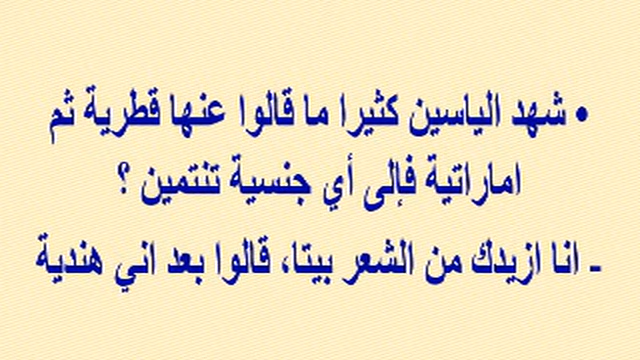 • شهد الياسين كثيرا ما قالوا عنها قطرية ثم
اماراتية فإلى أي جنسية تنتمين ؟
ـ انا ازيدك من الشعر بيتا، قالوا بعد اني هندية